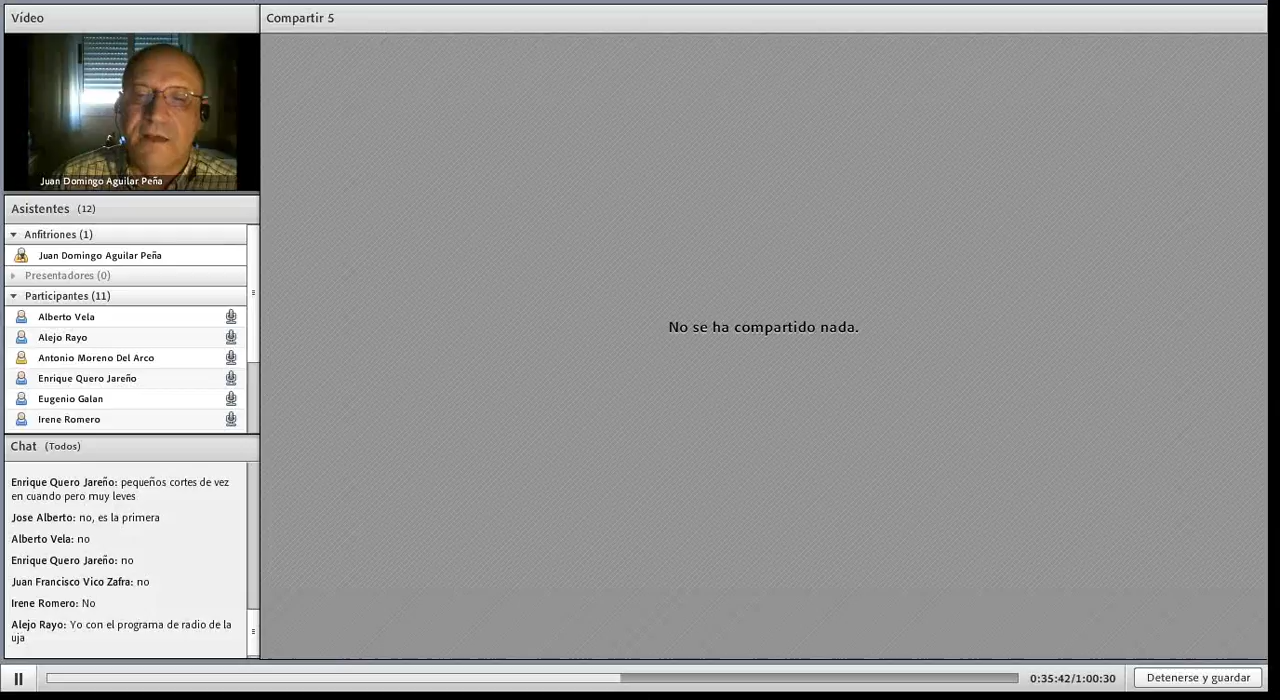 Vídeo
Compartir 5
Juan Domingo Aguilar Peña
Asistentes (12)
Anfitriones (1)
Juan Domingo Aguilar Peña
Presentadores (0)
Participantes (11)
Alberto Vela
Alejo Rayo
Antonio Moreno Del Arco
Enrique Quero Jareño
Eugenio Galan
Irene Romero
Chat (Todos)
Enrique Quero Jareño: pequeños cortes de vez
en cuando pero muy leves
Jose Alberto: no, es la primera
Alberto Vela: no
Enrique Quero Jareño: no
Juan Francisco Vico Zafra: no
Irene Romero: No
Alejo Rayo: Yo con el programa de radio de la
uja
No se ha compartido nada.
0:35:42/1:00:30
Detenerse y guardar